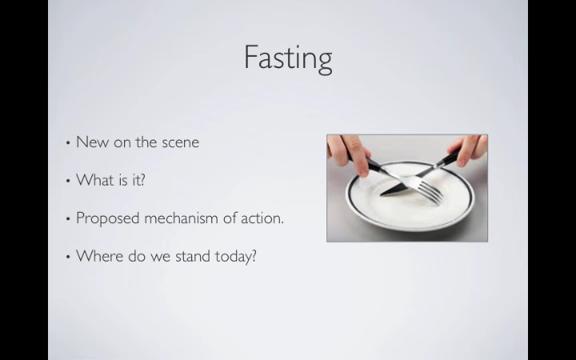 Fasting
• New on the scene
• What is it?
• Proposed mechanism of action.
• Where do we stand today?